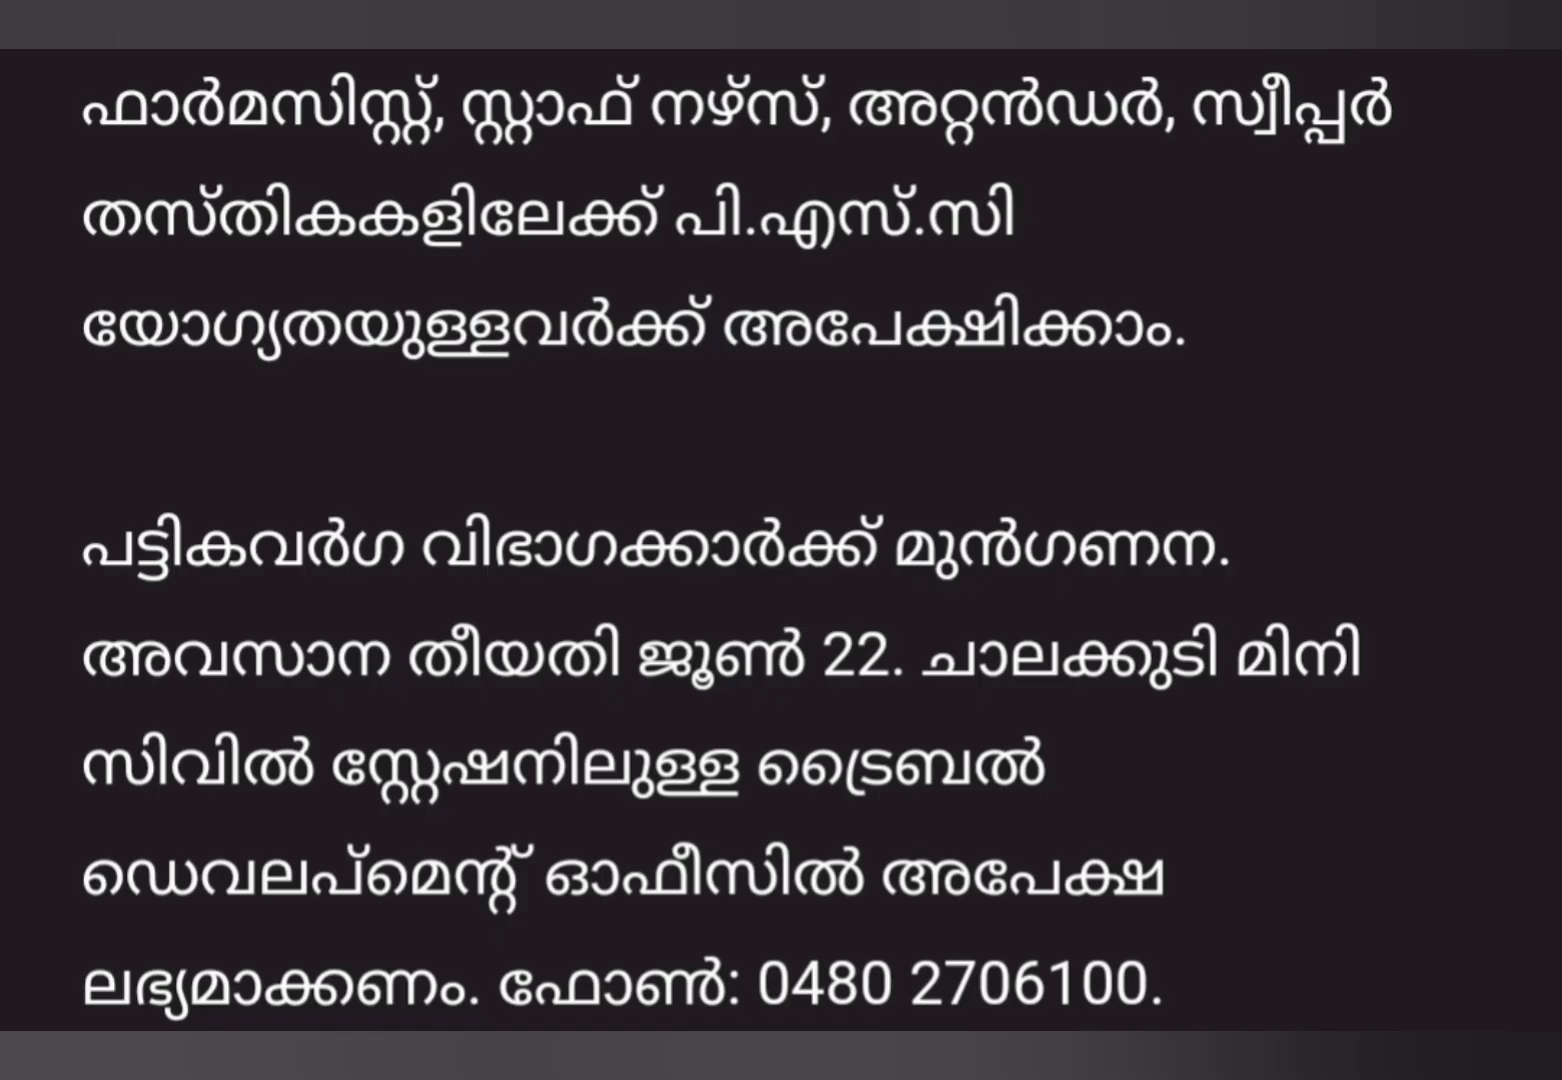 ഫാർമസിസ്റ്റ്, സ്റ്റാഫ് നഴ്സ്, അറ്റൻഡർ, സ്വീപ്പർ
തസ്തികകളിലേക്ക് പി.എസ്.സി
യോഗ്യതയുള്ളവർക്ക് അപേക്ഷിക്കാം.
പട്ടികവർഗ വിഭാഗക്കാർക്ക് മുൻഗണന.
അവസാന തീയതി ജൂൺ 22. ചാലക്കുടി മിനി
സിവിൽ സ്റ്റേഷനിലുള്ള ട്രൈബൽ
ഡെവലപ്മെന്റ് ഓഫീസിൽ അപേക്ഷ
ലഭ്യമാക്കണം. ഫോൺ: 0480 2706100.